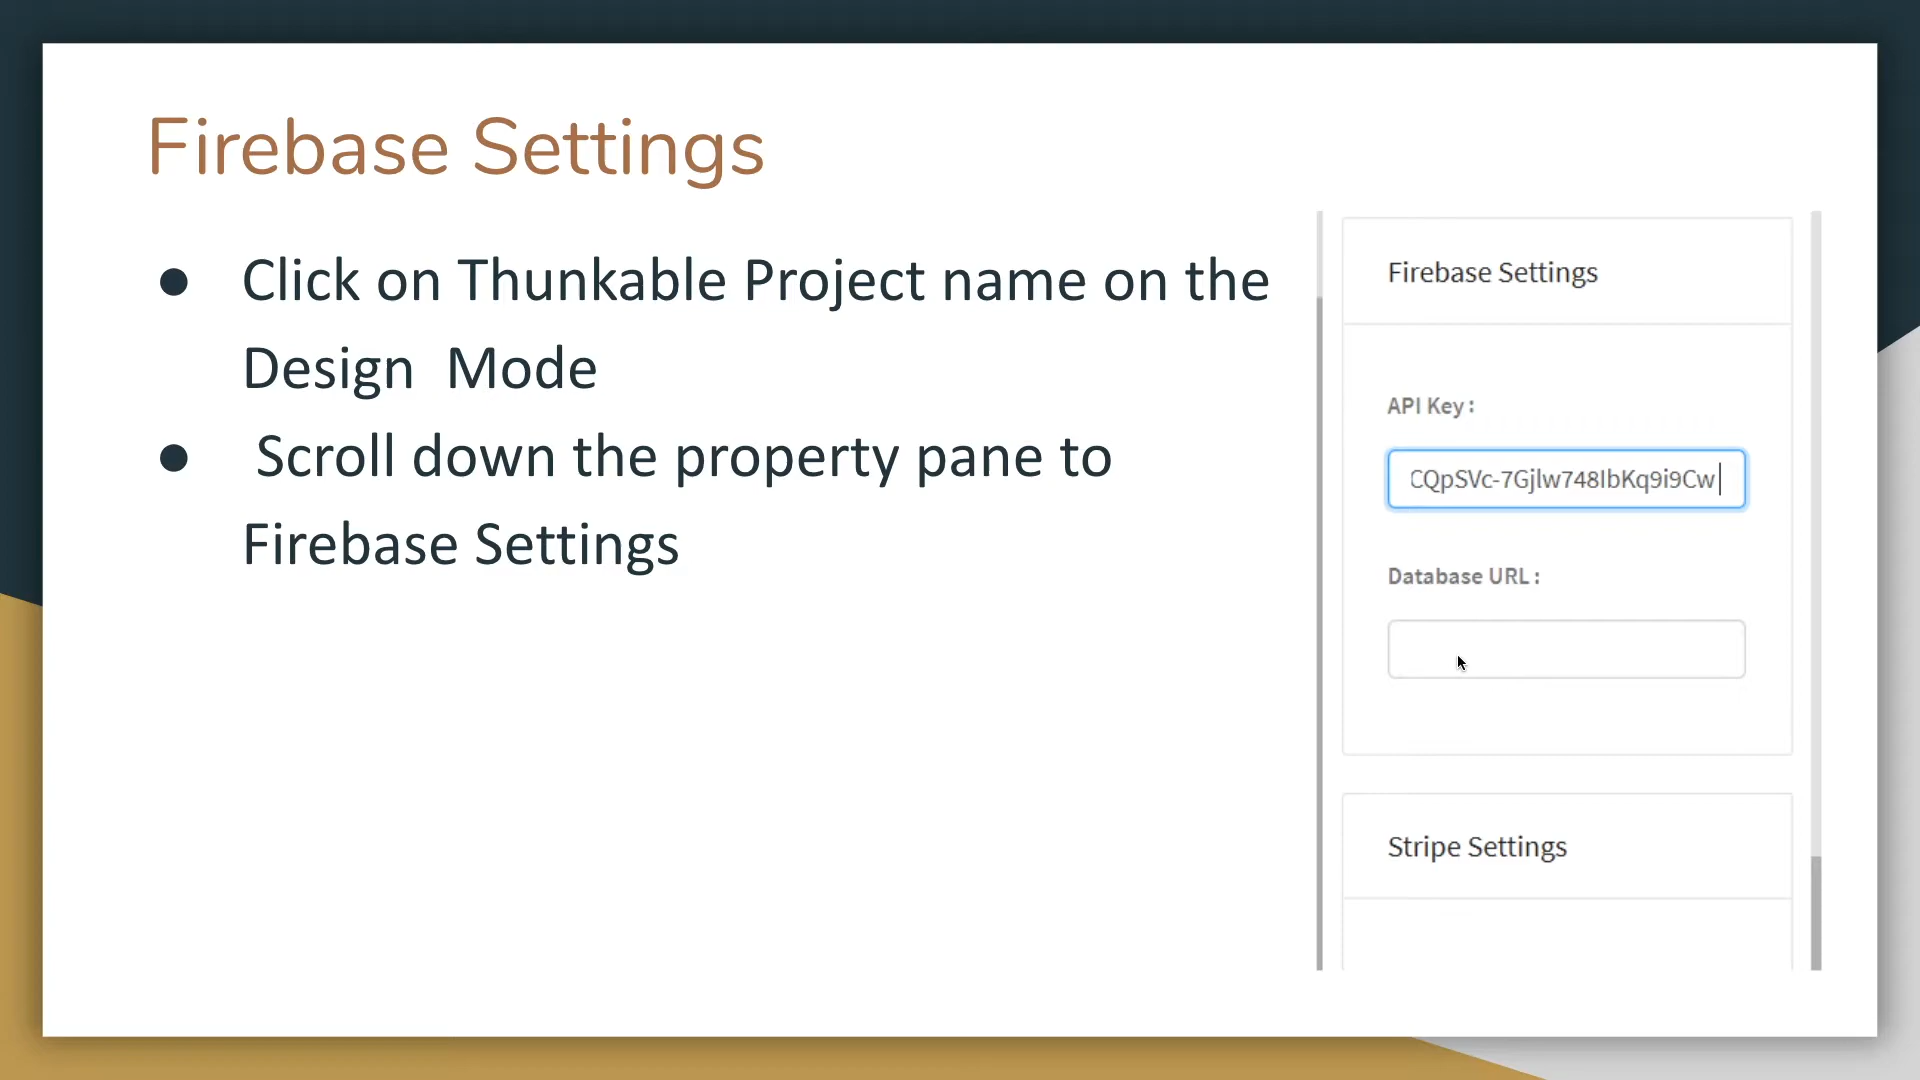 Firebase Settings
● Click on Thunkable Project name on the
Design  Mode
● Scroll down the property pane to
Firebase Settings
Firebase Settings
API Key :
CQpSVc-7Gjlw748IbKq9i9Cw
Database URL :
Stripe Settings